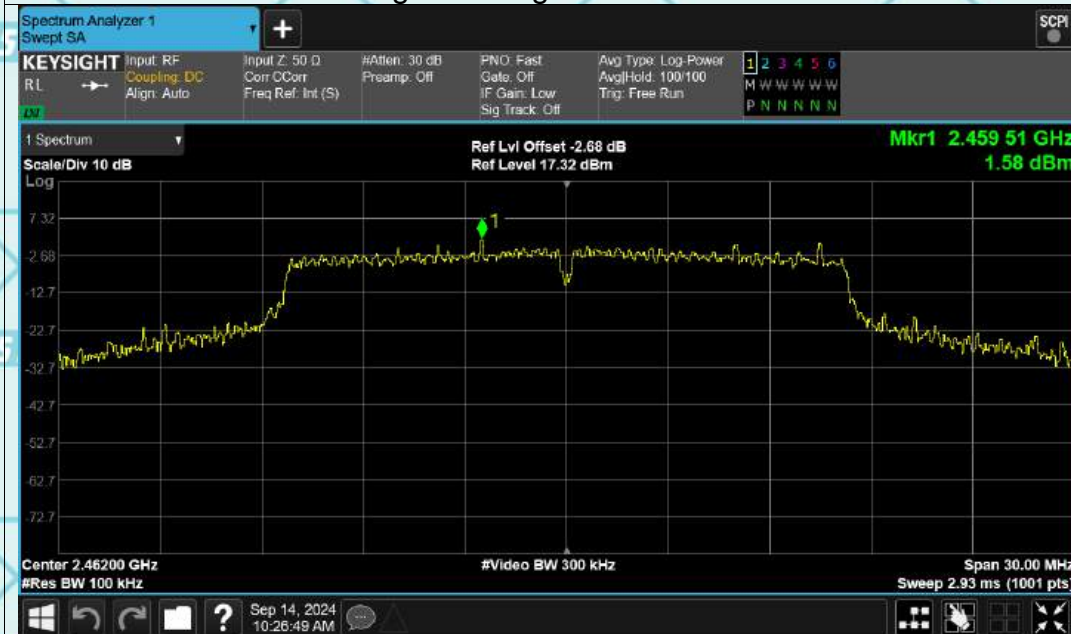 Spectrum Analyzer 1
Swept SA
+
SCPI
KEYSIGHT
RL
LXI
Input: RF
Coupling: DC
Align: Auto
Input Z: 50 Ω
Corr CCorr
Freq Ref: Int (S)
#Atten: 30 dB
Preamp: Off
PNO: Fast
Gate: Off
IF Gain: Low
Sig Track: Off
Avg Type: Log-Power
Avg|Hold: 100/100
Trig: Free Run
1 2 3 4 5 6
M W W W W W
P N N N N N
1 Spectrum
Scale/Div 10 dB
Log
Ref Lvl Offset -2.68 dB
Ref Level 17.32 dBm
Mkr1 2.459 51 GHz
1.58 dBm
1
7.32
-2.68
-12.7
-22.7
-32.7
-42.7
-52.7
-62.7
-72.7
Center 2.46200 GHz
#Res BW 100 kHz
#Video BW 300 kHz
Span 30.00 MHz
Sweep 2.93 ms (1001 pts)
?
Sep 14, 2024
10:26:49 AM